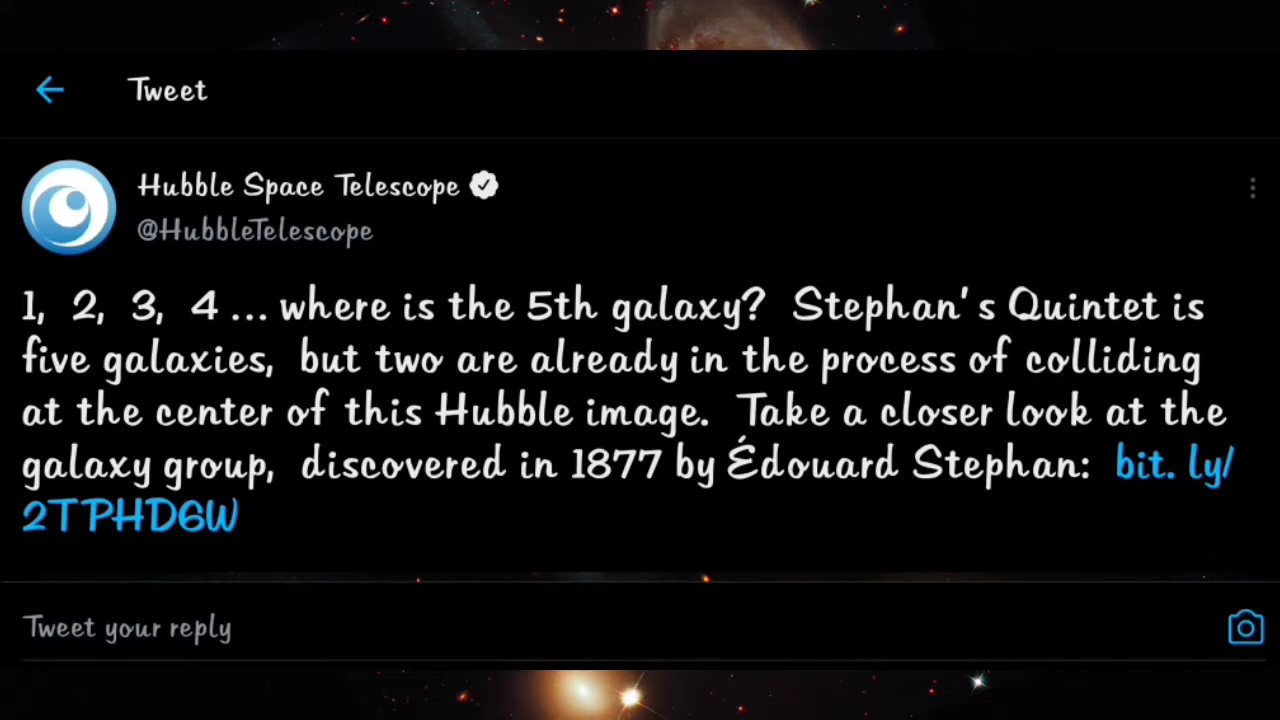 Tweet
Hubble Space Telescope
@HubbleTelescope
1, 2, 3, 4 ... where is the 5th galaxy? Stephan's Quintet is
five galaxies, but two are already in the process of colliding
at the center of this Hubble image. Take a closer look at the
galaxy group, discovered in 1877 by Édouard Stephan: bit. ly/
2TPHD6W
Tweet your reply